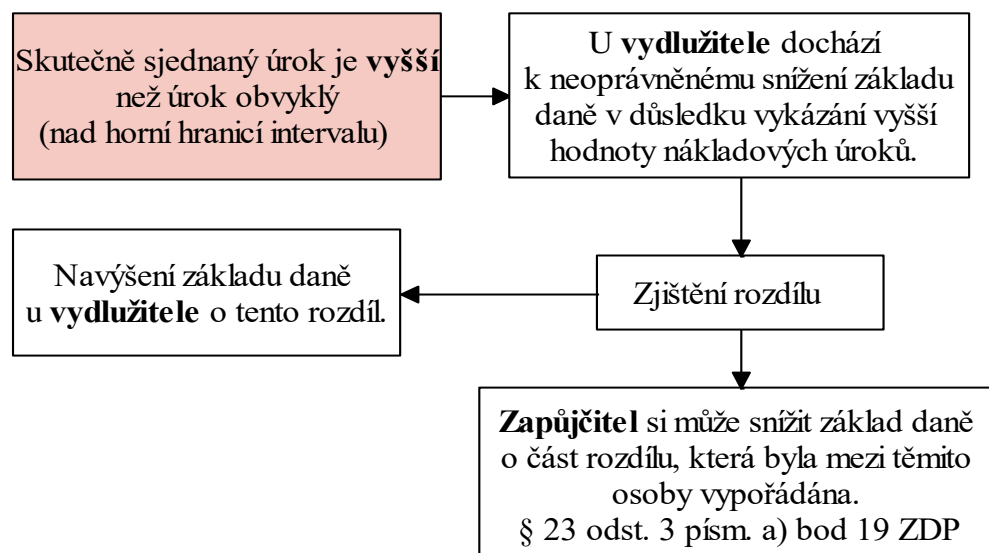 Skutečně sjednaný úrok je vyšší
než úrok obvyklý
(nad horní hranicí intervalu)
U vydlužitele dochází
k neoprávněnému snížení základu
daně v důsledku vykázání vyšší
hodnoty nákladových úroků.
Navýšení základu daně
u vydlužitele o tento rozdíl.
Zjištění rozdílu
Zapůjčitel si může snížit základ daně
o část rozdílu, která byla mezi těmito
osoby vypořádána.
§ 23 odst. 3 písm. a) bod 19 ZDP